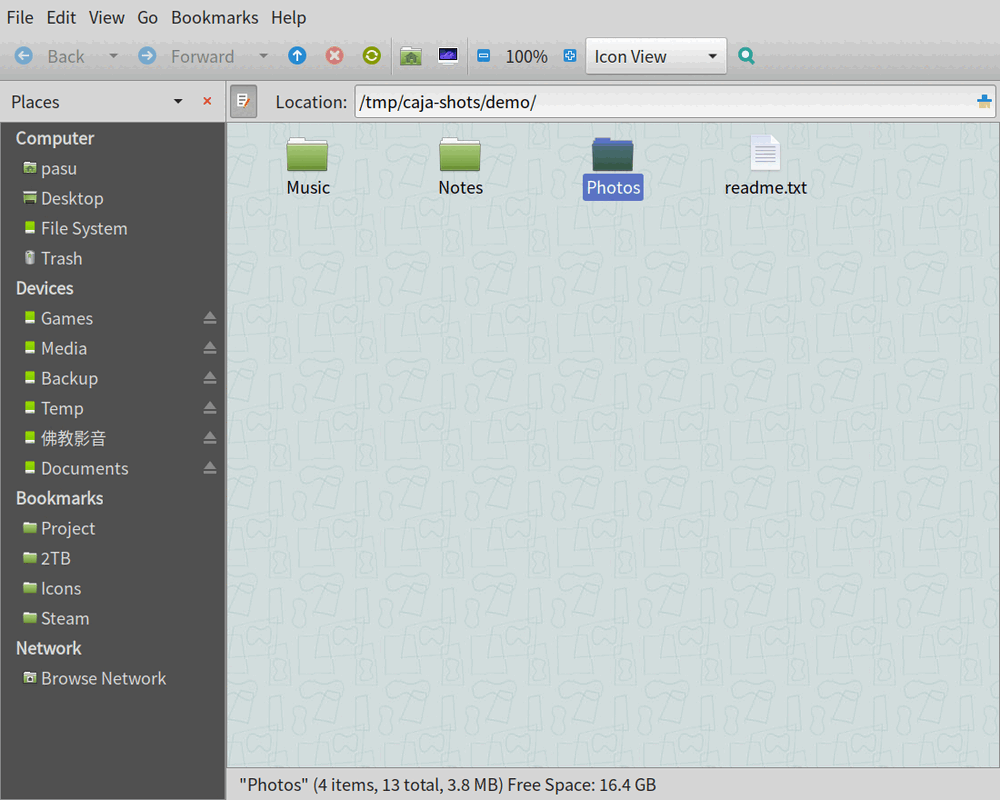 File Edit View Go Bookmarks Help
Back Forward 100% Icon View
Places
Location: /tmp/caja-shots/demo/
Computer
pasu
Desktop
File System
Trash
Devices
Games
Media
Backup
Temp
佛教影音
Documents
Bookmarks
Project
2TB
Icons
Steam
Network
Browse Network
Music Notes Photos readme.txt
"Photos" (4 items, 13 total, 3.8 MB) Free Space: 16.4 GB